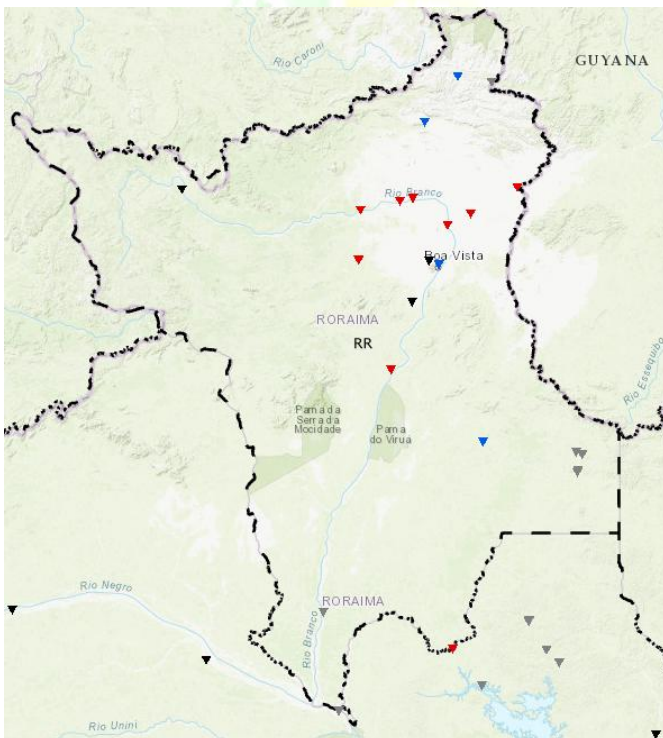 Rio Caroni
GUYANA
Rio Branco
Boa Vista
RORAIMA
RR
Rio Essequibo
Parna da
Serra da
Mocidade
Parna
do Virua
Rio Negro
RORAIMA
Rio Branco
Rio Unini